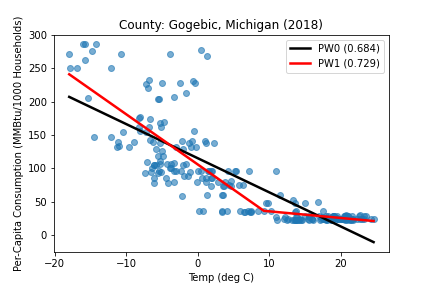 County: Gogebic, Michigan (2018)
Per-Capita Consumption (MMBtu/1000 Households)
300
250
200
150
100
50
0
PW0 (0.684)
PW1 (0.729)
−20
−10
0
10
20
Temp (deg C)